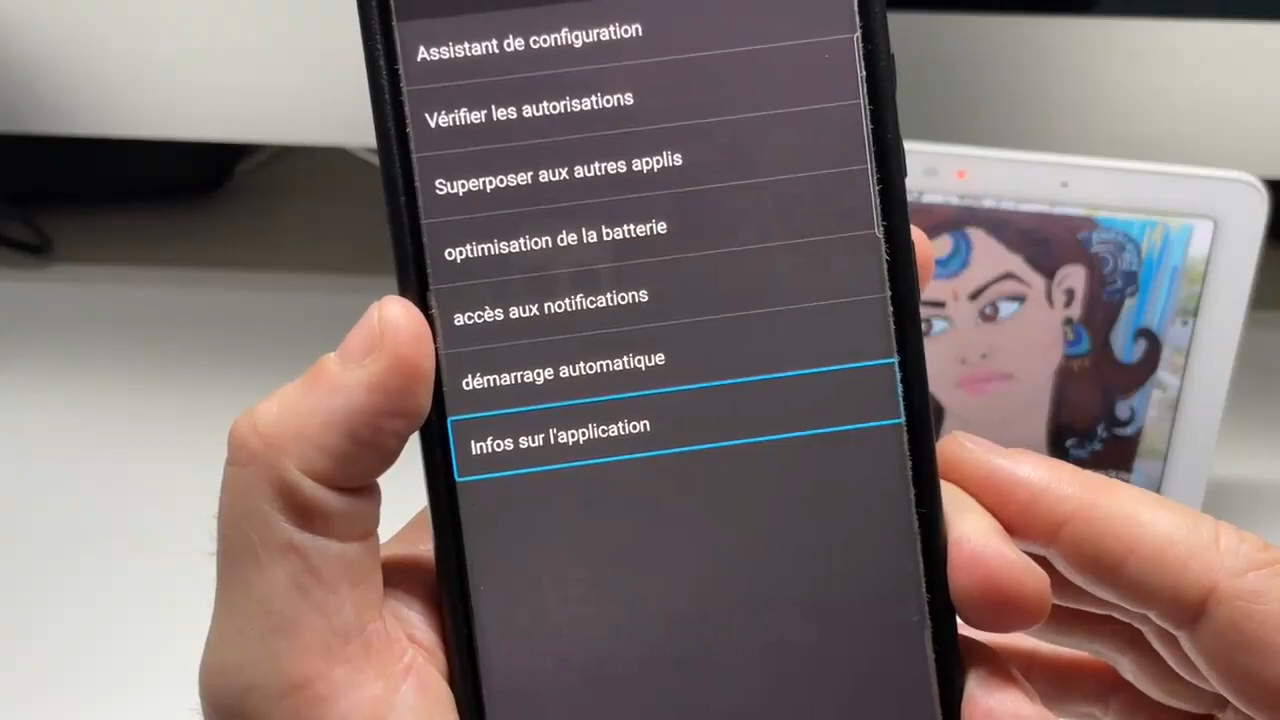 Assistant de configuration
Vérifier les autorisations
Superposer aux autres applis
optimisation de la batterie
accès aux notifications
démarrage automatique
Infos sur l'application